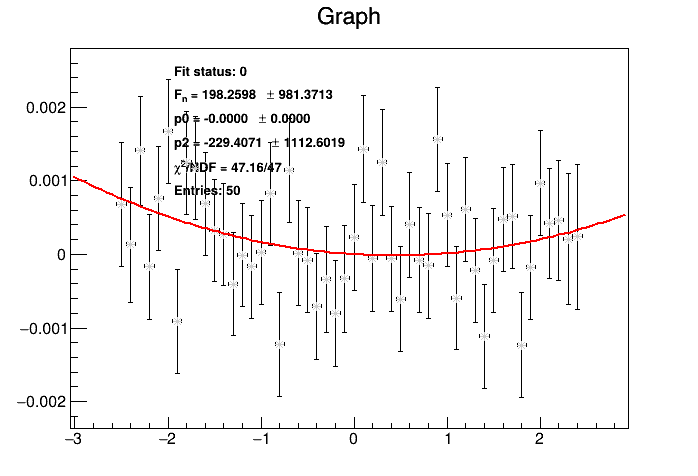 Graph
Fit status: 0
Fn = 198.2598 ± 981.3713
p0 = -0.0000 ± 0.0000
p2 = -229.4071 ± 1112.6019
χ²/NDF = 47.16/47
Entries: 50
0.002
0.001
0
−0.001
−0.002
−3 −2 −1 0 1 2